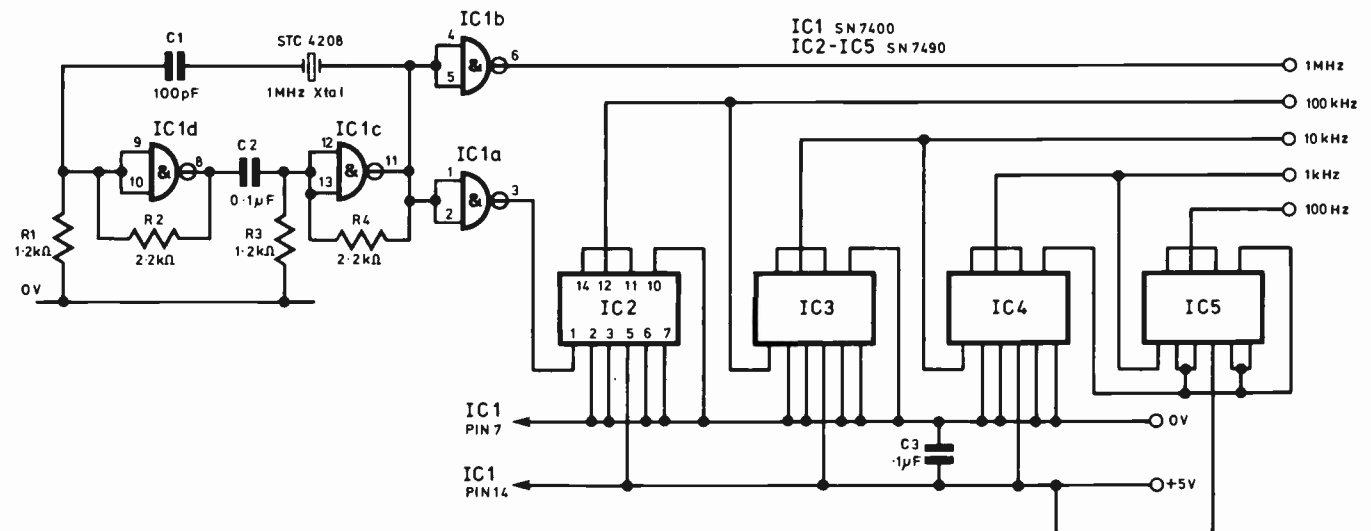 IC1 SN7400
IC2-IC5 SN7490
C1
100pF
STC 4208
1MHz Xtal
IC1b
4
5
&
6
1MHz
100kHz
10kHz
1kHz
100Hz
IC1d
9
10
&
8
C2
0·1µF
IC1c
12
13
&
11
IC1a
1
2
&
3
R1
1·2kΩ
R2
2·2kΩ
R3
1·2kΩ
R4
2·2kΩ
0V
14 12 11 10
IC2
1 2 3 5 6 7
IC3
IC4
IC5
IC1
PIN 7
0V
C3
·1µF
IC1
PIN 14
+5V